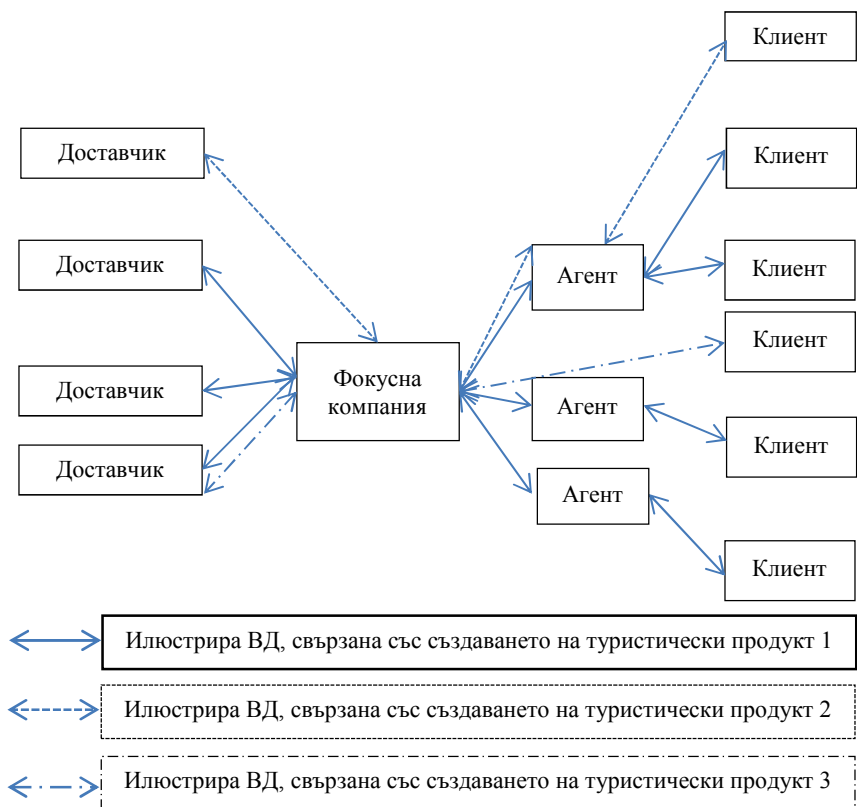 Клиент
Доставчик
Клиент
Доставчик
Агент
Клиент
Клиент
Фокусна
компания
Доставчик
Агент
Клиент
Доставчик
Агент
Клиент
Илюстрира ВД, свързана със създаването на туристически продукт 1
Илюстрира ВД, свързана със създаването на туристически продукт 2
Илюстрира ВД, свързана със създаването на туристически продукт 3